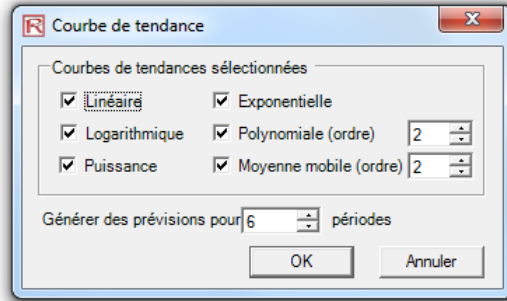 Courbe de tendance
Courbes de tendances sélectionnées
Linéaire Exponentielle
Logarithmique Polynomiale (ordre) 2
Puissance Moyenne mobile (ordre) 2
Générer des prévisions pour 6 périodes
OK Annuler